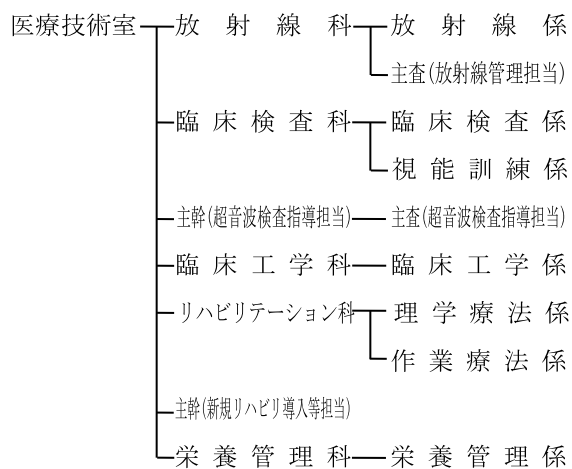 医療技術室 放射線科 放射線係
主査(放射線管理担当)
臨床検査科 臨床検査係
視能訓練係
主幹(超音波検査指導担当) 主査(超音波検査指導担当)
臨床工学科 臨床工学係
リハビリテーション科 理学療法係
作業療法係
主幹(新規リハビリ導入等担当)
栄養管理科 栄養管理係